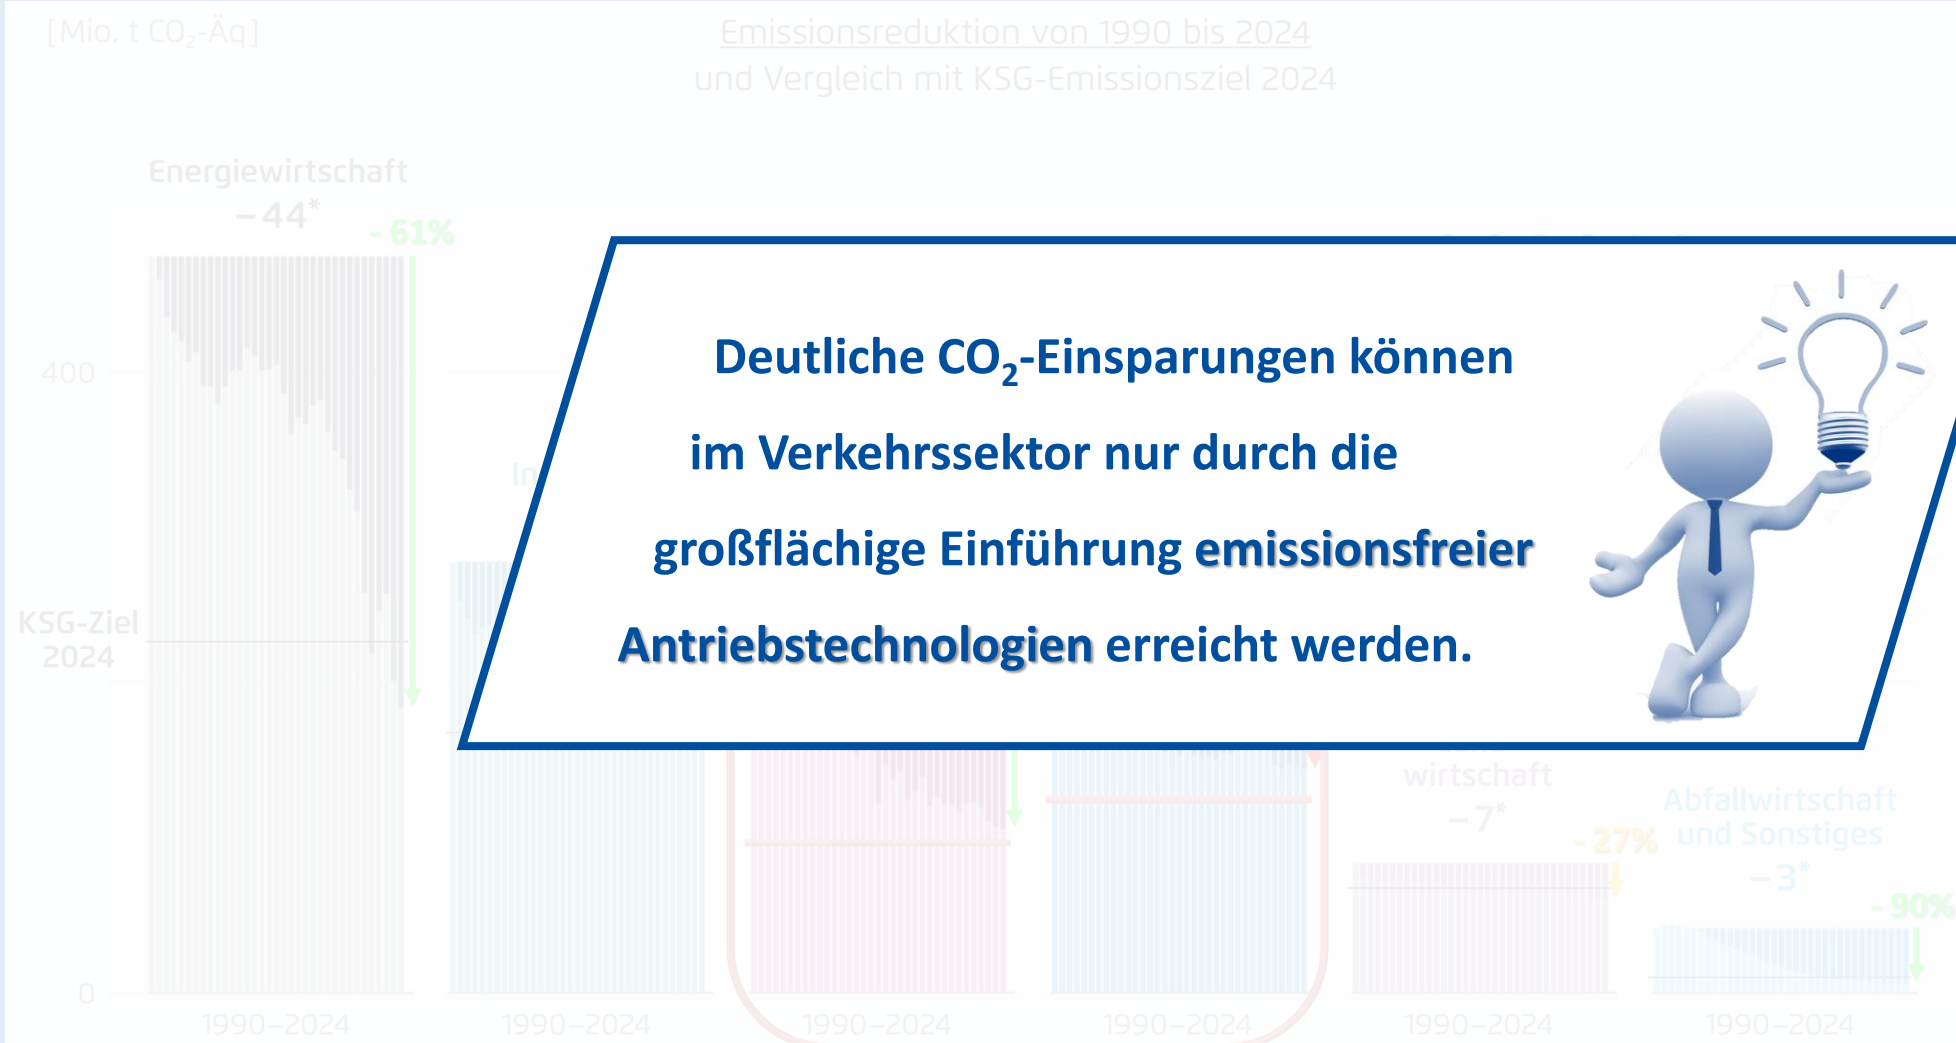 [Mio. t CO₂-Äq]
Emissionsreduktion von 1990 bis 2024
und Vergleich mit KSG-Emissionsziel 2024
Energiewirtschaft
–44*
- 61%
400
In
KSG-Ziel
2024
0
Deutliche CO₂-Einsparungen können
im Verkehrssektor nur durch die
großflächige Einführung emissionsfreier
Antriebstechnologien erreicht werden.
wirtschaft
–7*
- 27%
Abfallwirtschaft
und Sonstiges
–3*
- 90%
1990–2024
1990–2024
1990–2024
1990–2024
1990–2024
1990–2024